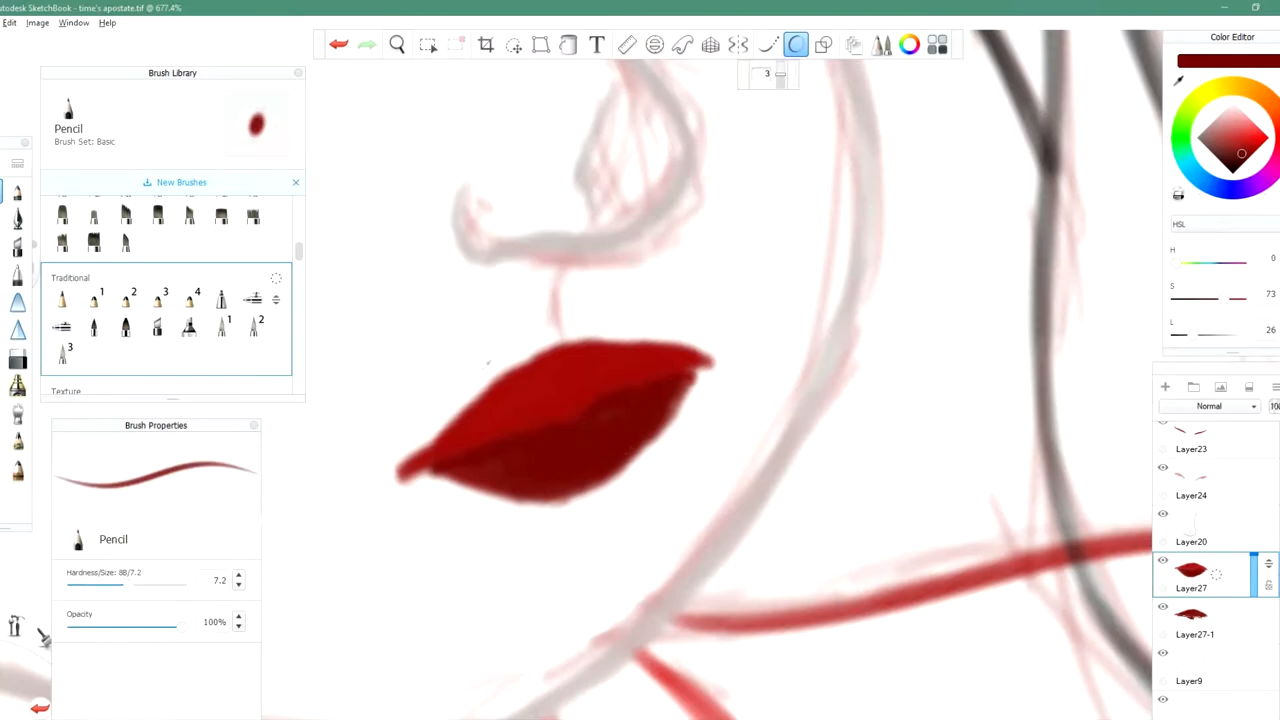 utodesk SketchBook - time's apostate.tif @ 677.4%
Edit Image Window Help
3
Brush Library
Pencil
Brush Set: Basic
New Brushes
Traditional
1 2 3 4
1 2
3
Texture
Brush Properties
Pencil
Hardness/Size: 8B/7.2
7.2
Opacity
100%
Color Editor
HSL
H 0
S 73
L 26
Normal
Layer23
Layer24
Layer20
Layer27
Layer27-1
Layer9